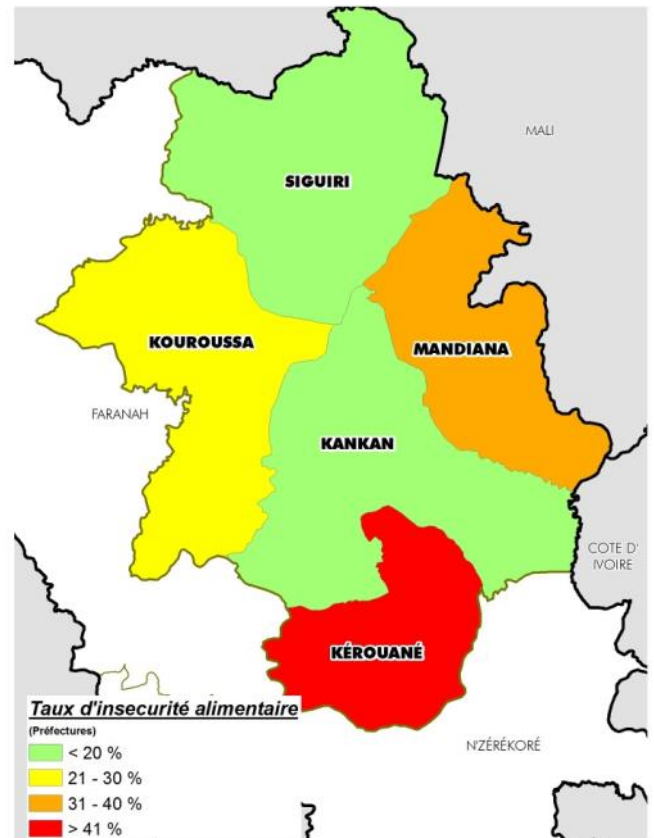 MALI
SIGUIRI
KOUROUSSA
MANDIANA
FARANAH
KANKAN
COTE D'
IVOIRE
KÉROUANÉ
N'ZÉRÉKORÉ
Taux d'insecurité alimentaire
(Préfectures)
< 20 %
21 - 30 %
31 - 40 %
> 41 %